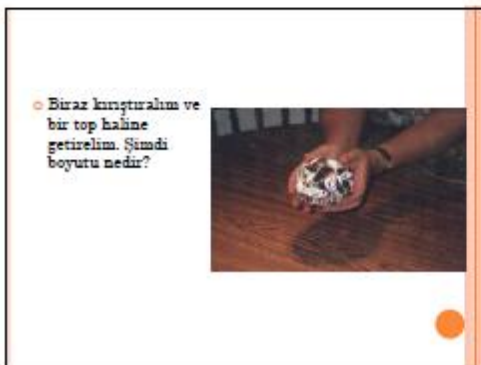 Biraz kırıştıralım ve
bir top haline
getirelim. Şimdi
boyutu nedir?